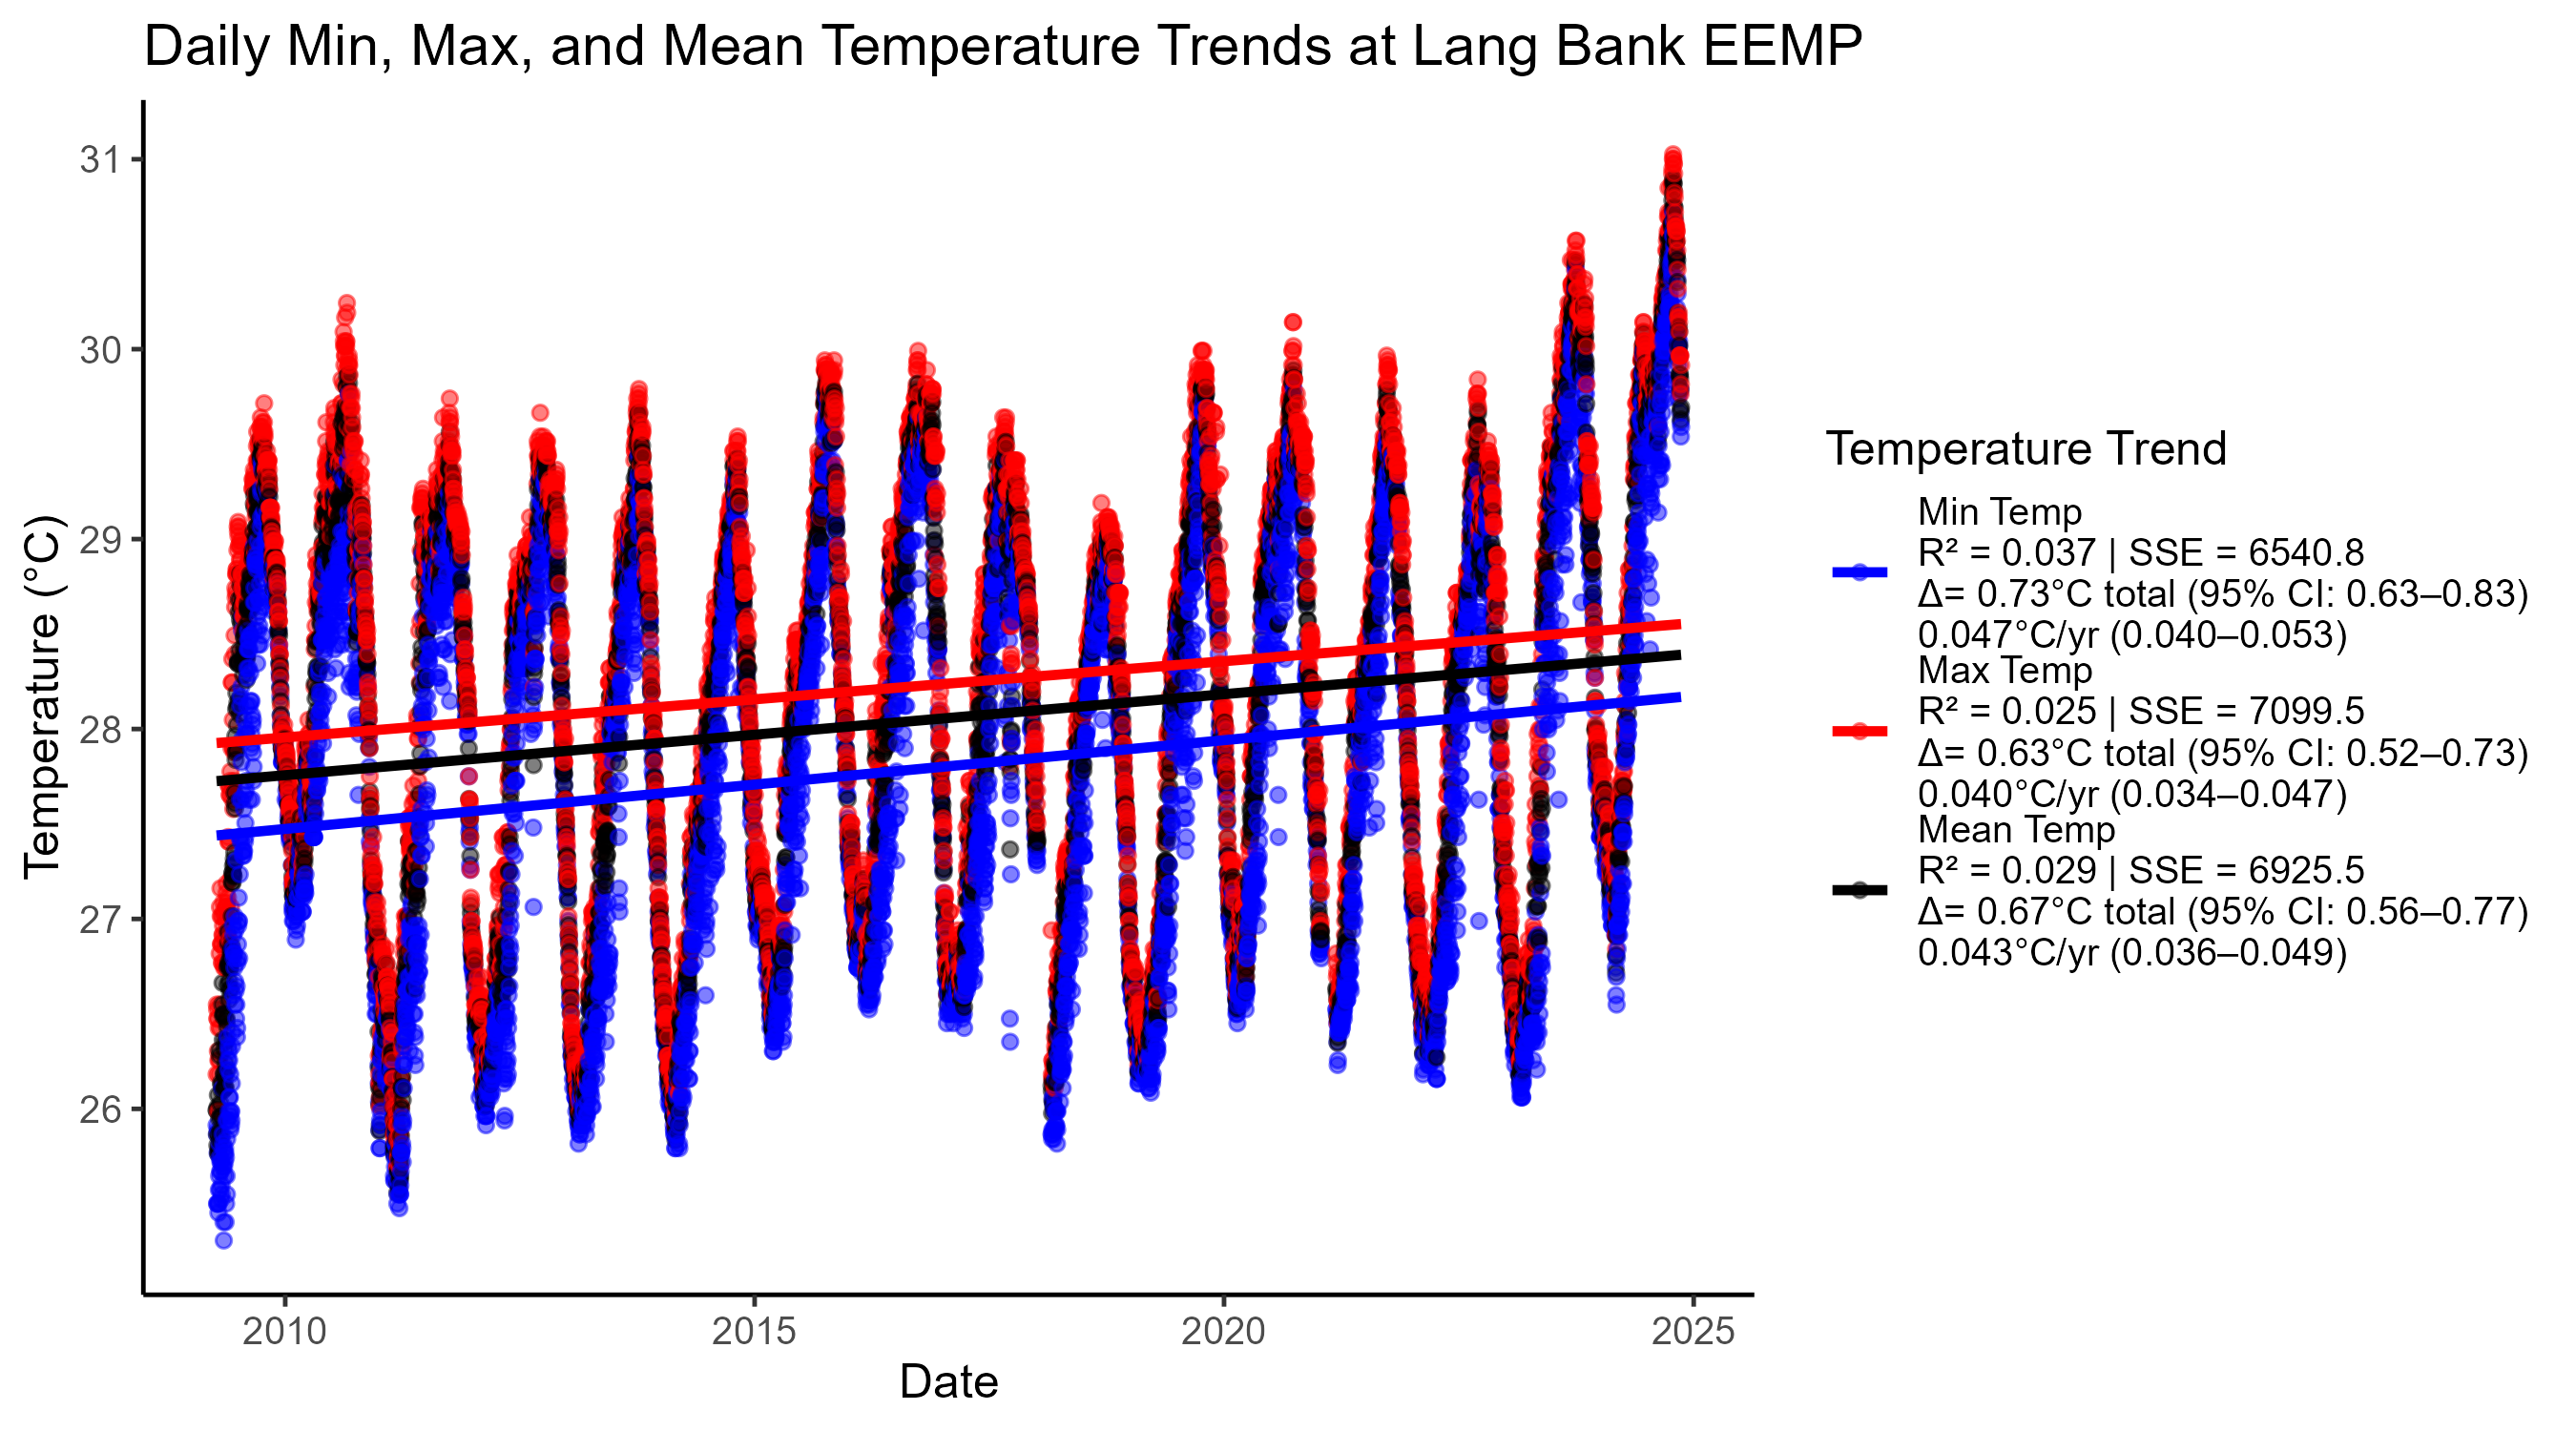 Daily Min, Max, and Mean Temperature Trends at Lang Bank EEMP
Temperature (°C)
31
30
29
28
27
26
2010
2015
2020
2025
Date
Temperature Trend
Min Temp
R² = 0.037 | SSE = 6540.8
Δ= 0.73°C total (95% CI: 0.63–0.83)
0.047°C/yr (0.040–0.053)
Max Temp
R² = 0.025 | SSE = 7099.5
Δ= 0.63°C total (95% CI: 0.52–0.73)
0.040°C/yr (0.034–0.047)
Mean Temp
R² = 0.029 | SSE = 6925.5
Δ= 0.67°C total (95% CI: 0.56–0.77)
0.043°C/yr (0.036–0.049)